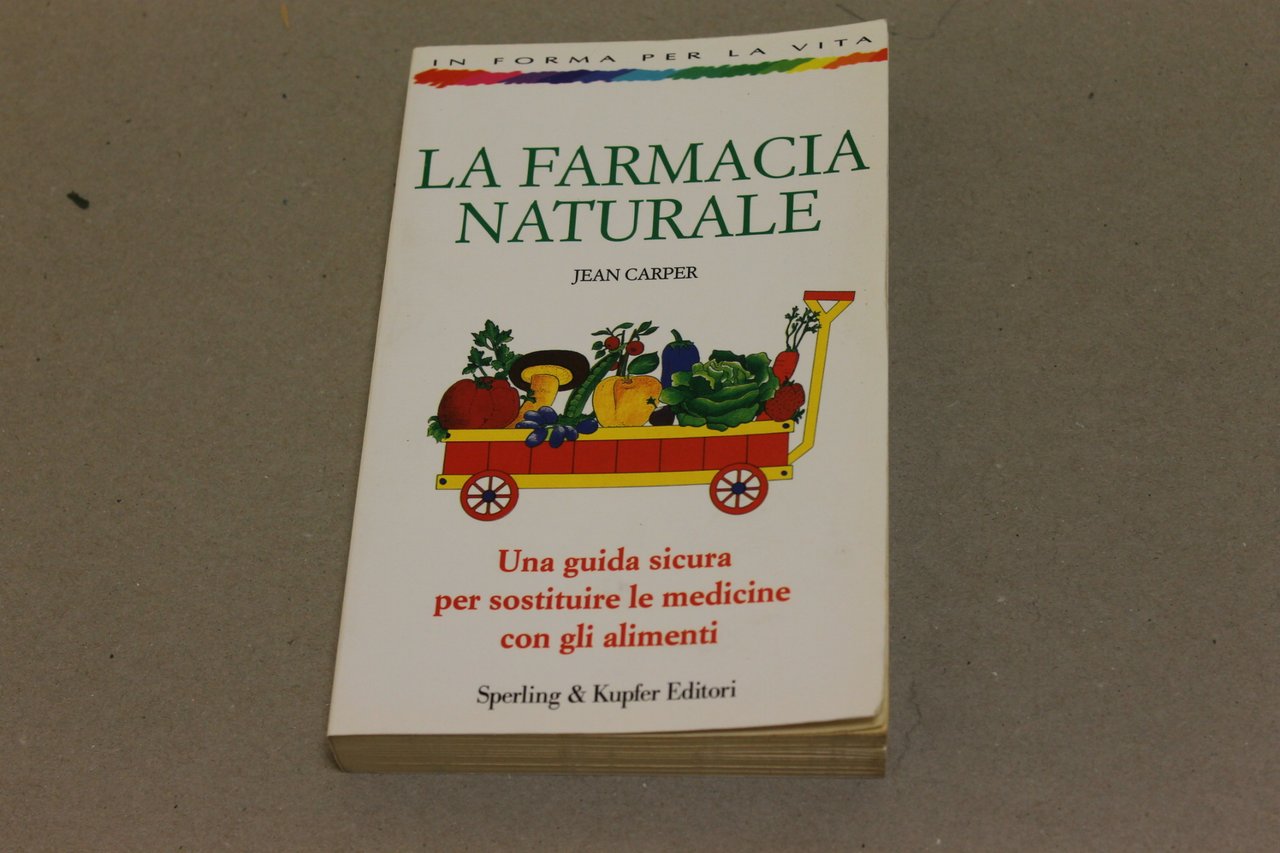 IN FORMA PER LA VITA
LA FARMACIA
NATURALE
JEAN CARPER
Una guida sicura
per sostituire le medicine
con gli alimenti
Sperling & Kupfer Editori